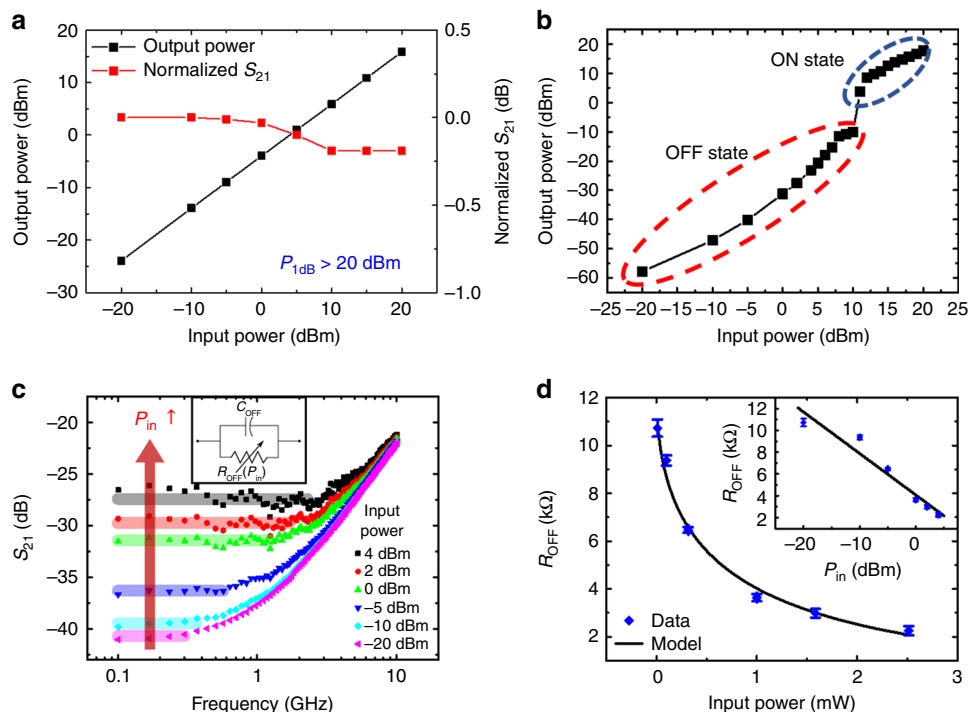 a
Output power
Normalized S21
P1dB > 20 dBm
20
10
0
−10
−20
−30
0.4
0.0
−0.5
−1.0
Output power (dBm)
Normalized S21 (dB)
−20 −10 0 10 20
Input power (dBm)
b
ON state
OFF state
20
10
0
−10
−20
−30
−40
−50
−60
Output power (dBm)
−25 −20 −15 −10 −5 0 5 10 15 20 25
Input power (dBm)
c
Pin ↑
COFF
ROFF(Pin)
Input
power
4 dBm
2 dBm
0 dBm
−5 dBm
−10 dBm
−20 dBm
−20
−25
−30
−35
−40
S21 (dB)
0.1 1 10
Frequency (GHz)
d
12
10
8
6
4
2
ROFF (kΩ)
Data
Model
0 1 2 3
Input power (mW)
12
10
8
6
4
2
ROFF (kΩ)
−20 −10 0
Pin (dBm)